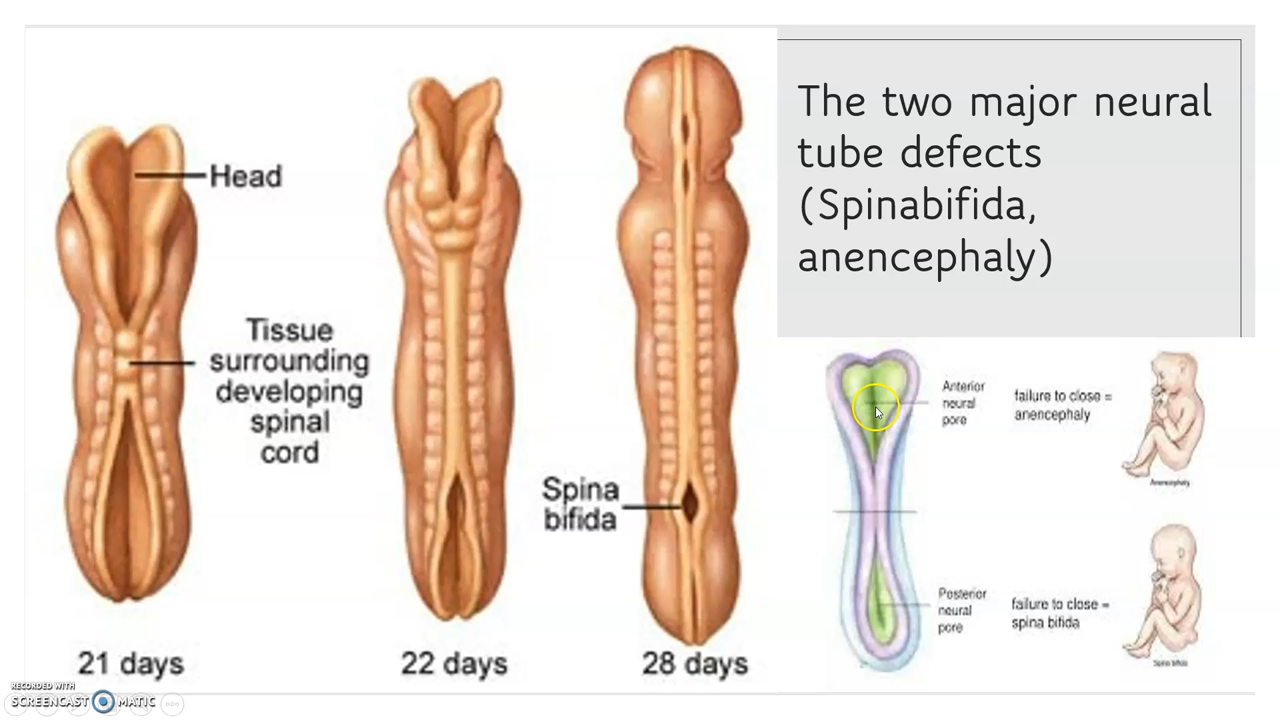 The two major neural
tube defects
(Spinabifida,
anencephaly)
Head
Tissue
surrounding
developing
spinal
cord
Spina
bifida
21 days
22 days
28 days
Anterior
neural
pore
failure to close =
anencephaly
Anencephaly
Posterior
neural
pore
failure to close =
spina bifida
Spina bifida
RECORDED WITH
SCREENCAST MATIC